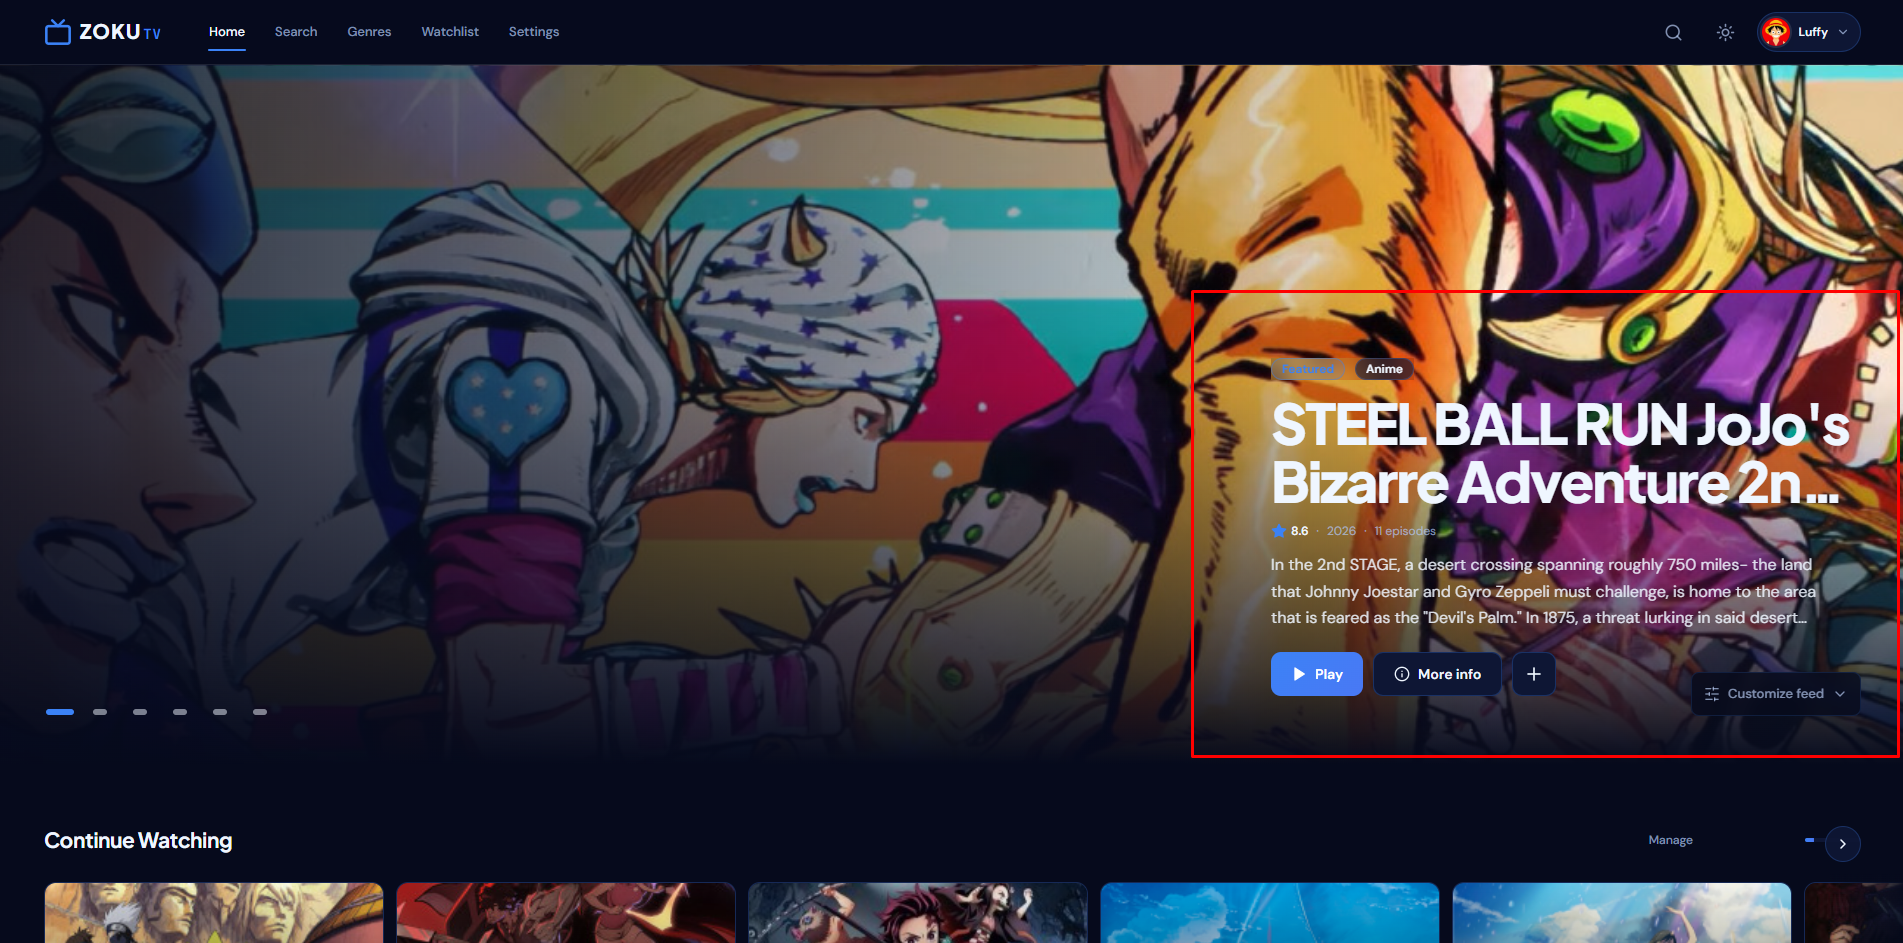 ZOKU TV
Home
Search
Genres
Watchlist
Settings
Luffy
Featured
Anime
STEEL BALL RUN JoJo's
Bizarre Adventure 2n...
8.6 · 2026 · 11 episodes
In the 2nd STAGE, a desert crossing spanning roughly 750 miles- the land
that Johnny Joestar and Gyro Zeppeli must challenge, is home to the area
that is feared as the "Devil's Palm." In 1875, a threat lurking in said desert...
Play
More info
Customize feed
Continue Watching
Manage